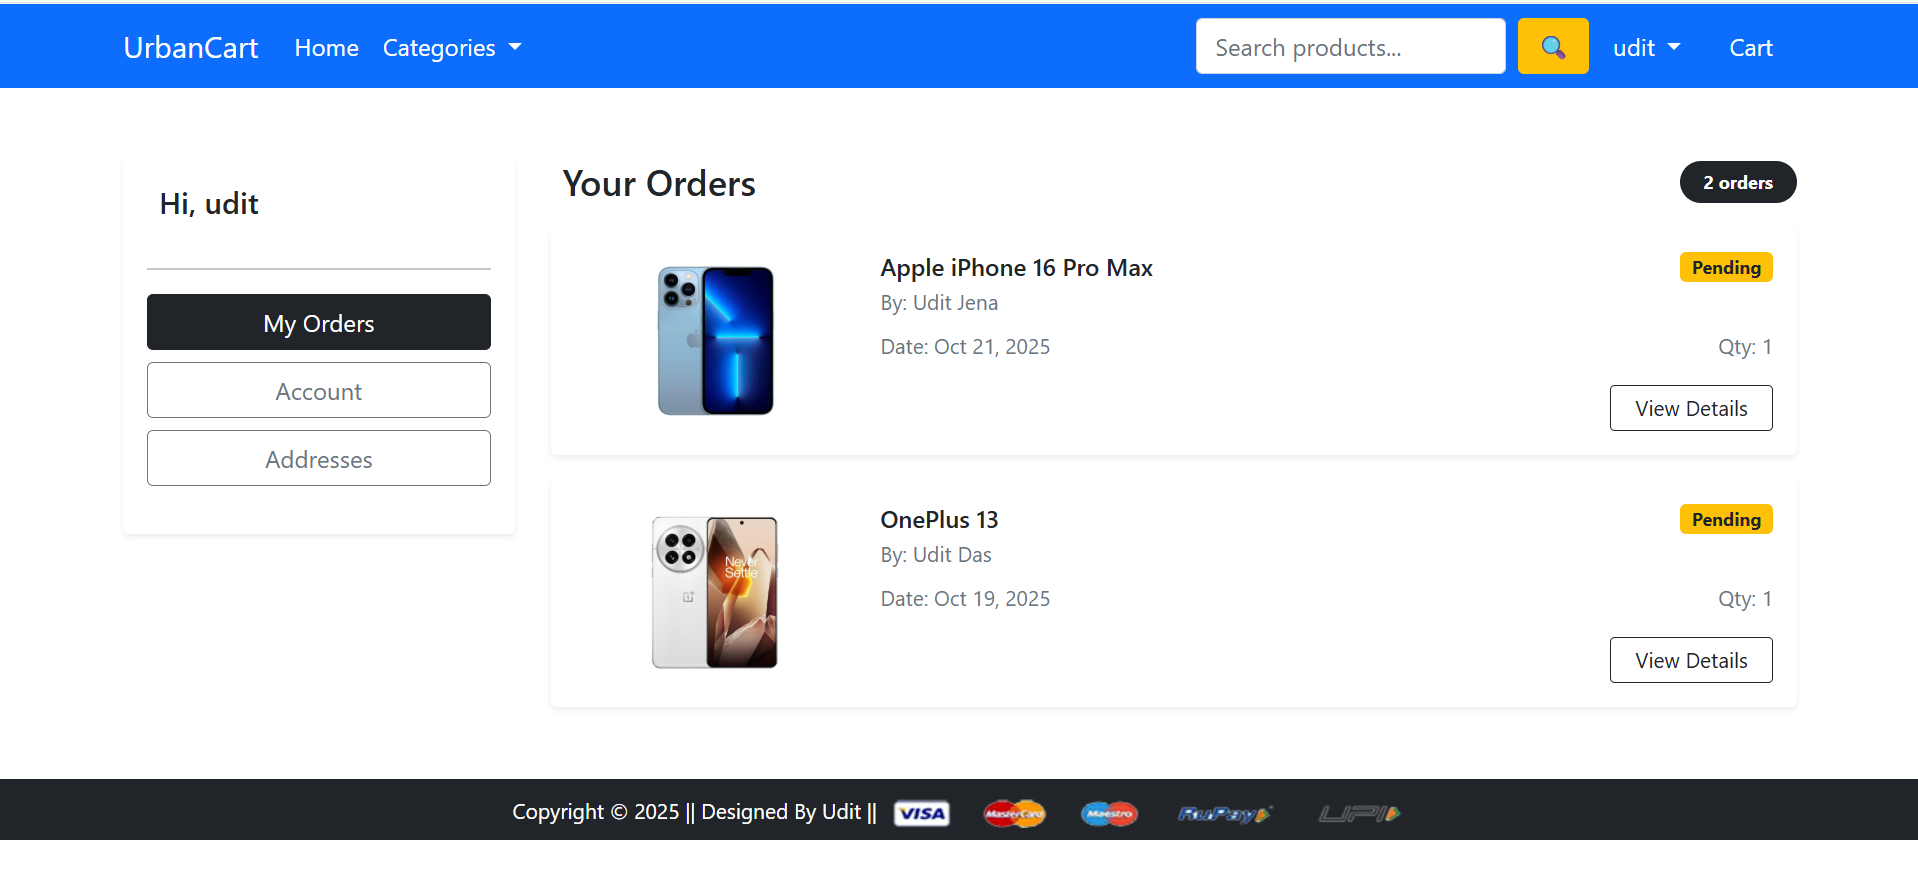 UrbanCart Home Categories Search products... udit Cart
Hi, udit
My Orders
Account
Addresses
Your Orders 2 orders
Apple iPhone 16 Pro Max Pending
By: Udit Jena
Date: Oct 21, 2025 Qty: 1
View Details
OnePlus 13 Pending
By: Udit Das
Never
Settle
Date: Oct 19, 2025 Qty: 1
View Details
Copyright © 2025 || Designed By Udit || VISA MasterCard Maestro RuPay UPI